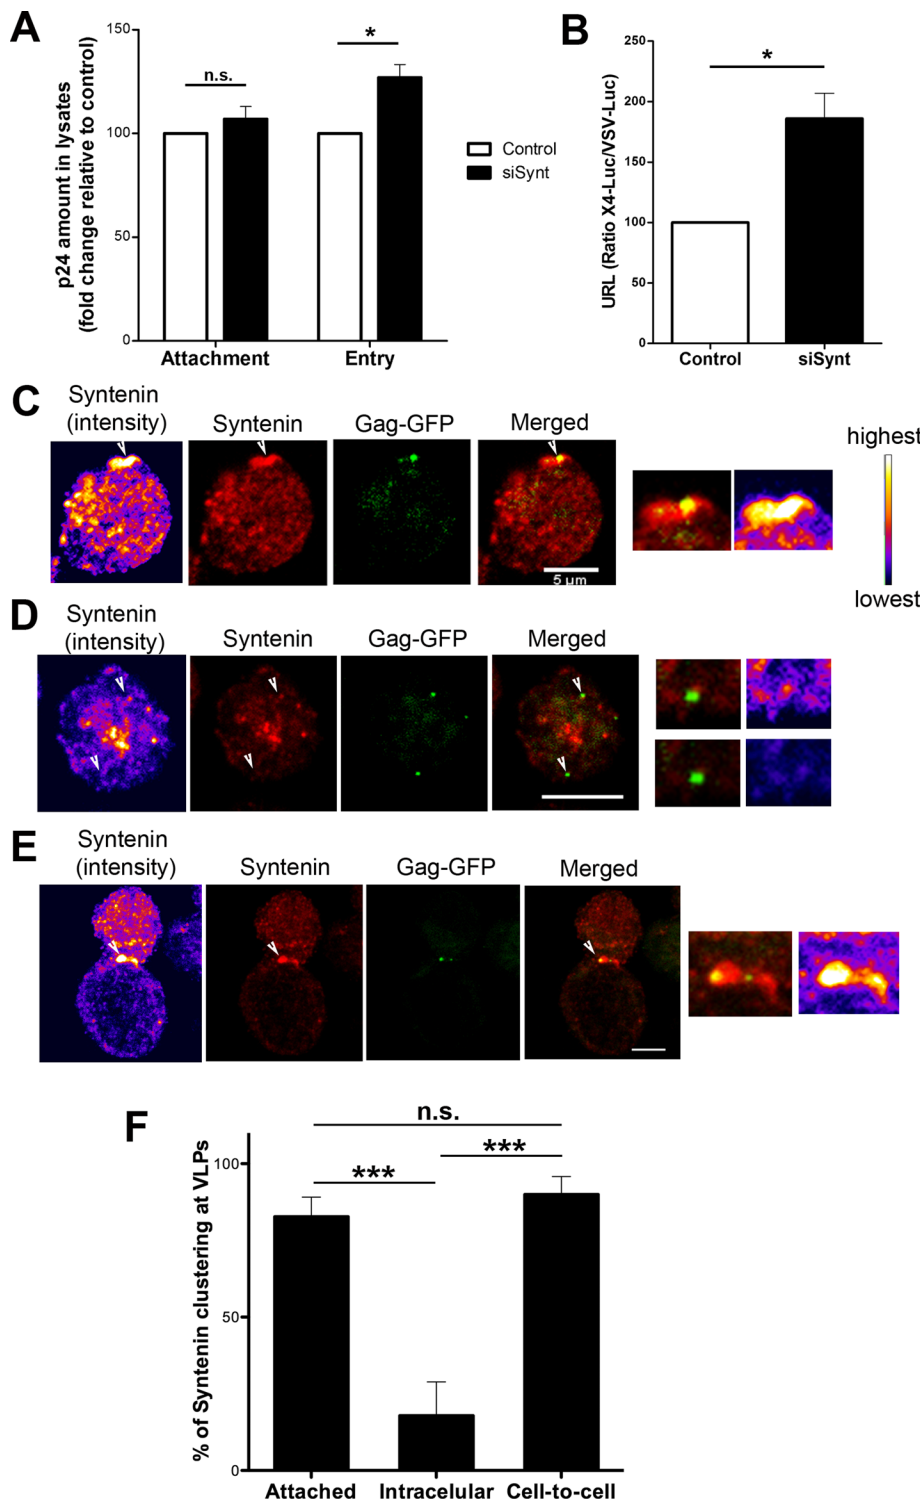 A
p24 amount in lysates
(fold change relative to control)
150
100
50
0
n.s.
*
Attachment
Entry
Control
siSynt
B
URL (Ratio X4-Luc/VSV-Luc)
250
200
150
100
50
0
*
Control
siSynt
C
Syntenin
(intensity)
Syntenin
Gag-GFP
Merged
5 µm
highest
lowest
D
Syntenin
(intensity)
Syntenin
Gag-GFP
Merged
E
Syntenin
(intensity)
Syntenin
Gag-GFP
Merged
F
% of Syntenin clustering at VLPs
100
50
0
n.s.
***
***
Attached
Intracelular
Cell-to-cell